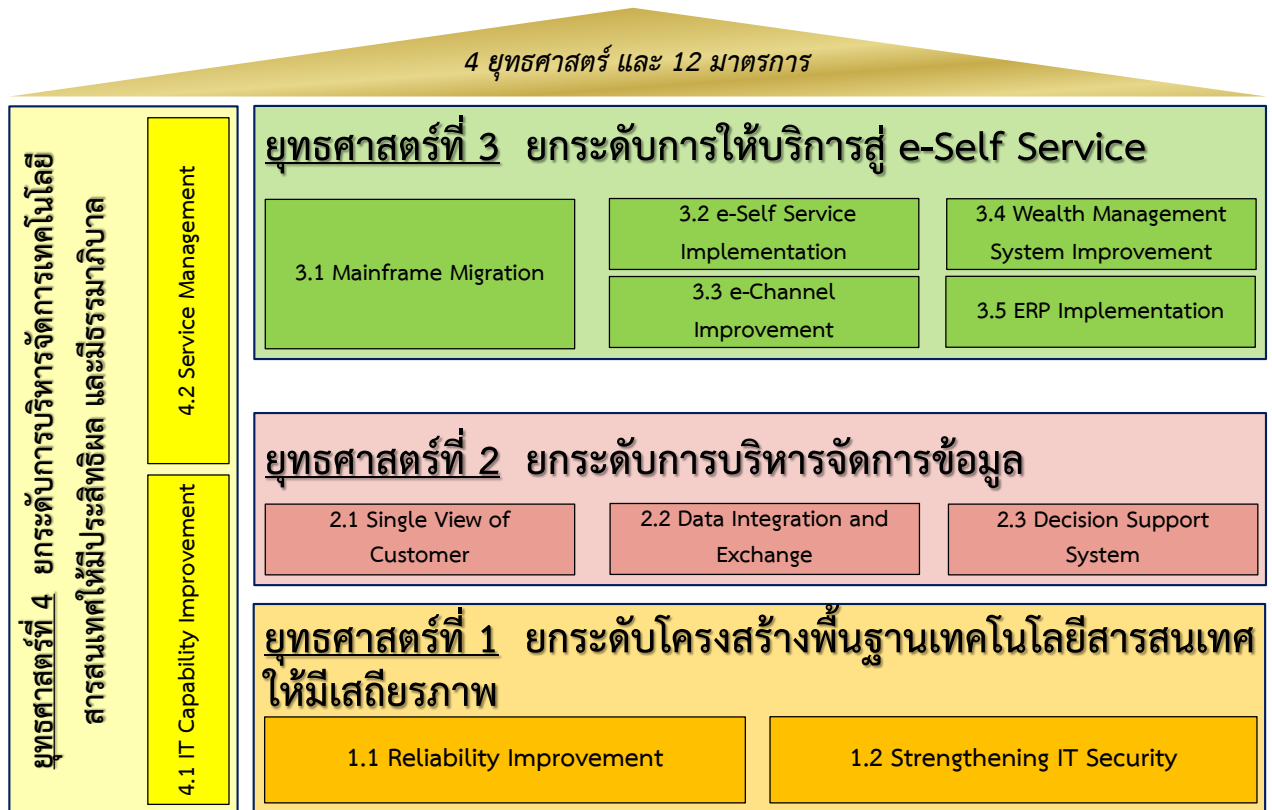 4 ยุทธศาสตร์ และ 12 มาตรการ
ยุทธศาสตร์ที่ 4 ยกระดับการบริหารจัดการเทคโนโลยี
สารสนเทศให้มีประสิทธิผล และมีธรรมาภิบาล
4.2 Service Management
4.1 IT Capability Improvement
ยุทธศาสตร์ที่ 3 ยกระดับการให้บริการสู่ e-Self Service
3.1 Mainframe Migration
3.2 e-Self Service
Implementation
3.3 e-Channel
Improvement
3.4 Wealth Management
System Improvement
3.5 ERP Implementation
ยุทธศาสตร์ที่ 2 ยกระดับการบริหารจัดการข้อมูล
2.1 Single View of
Customer
2.2 Data Integration and
Exchange
2.3 Decision Support
System
ยุทธศาสตร์ที่ 1 ยกระดับโครงสร้างพื้นฐานเทคโนโลยีสารสนเทศ
ให้มีเสถียรภาพ
1.1 Reliability Improvement
1.2 Strengthening IT Security